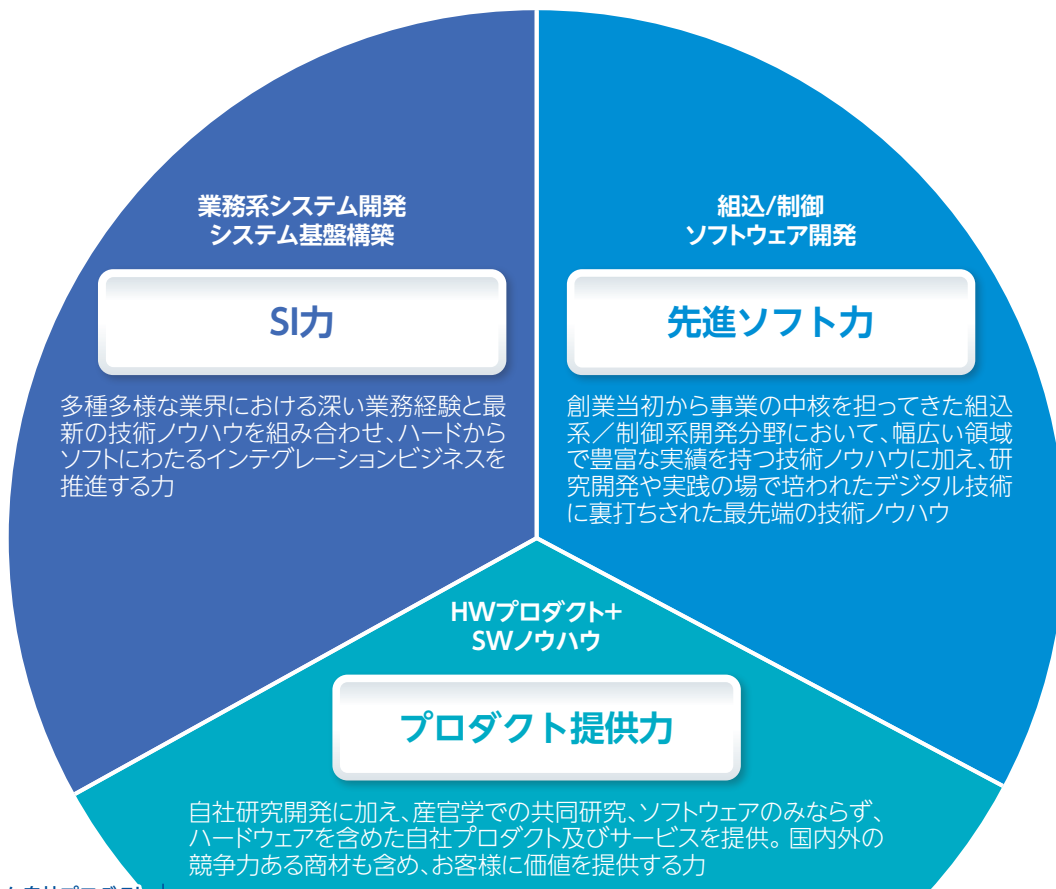 業務系システム開発
システム基盤構築
SI力
多種多様な業界における深い業務経験と最
新の技術ノウハウを組み合わせ、ハードから
ソフトにわたるインテグレーションビジネスを
推進する力
組込/制御
ソフトウェア開発
先進ソフト力
創業当初から事業の中核を担ってきた組込
系／制御系開発分野において、幅広い領域
で豊富な実績を持つ技術ノウハウに加え、研
究開発や実践の場で培われたデジタル技術
に裏打ちされた最先端の技術ノウハウ
HWプロダクト+
SWノウハウ
プロダクト提供力
自社研究開発に加え、産官学での共同研究、ソフトウェアのみならず、
ハードウェアを含めた自社プロダクト及びサービスを提供。国内外の
競争力ある商材も含め、お客様に価値を提供する力